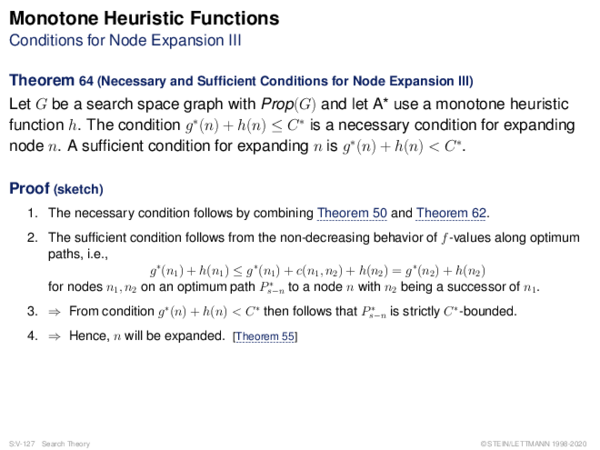 Monotone Heuristic Functions
Conditions for Node Expansion III
Theorem 64 (Necessary and Sufficient Conditions for Node Expansion III)
Let G be a search space graph with Prop(G) and let A* use a monotone heuristic
function h. The condition g*(n) + h(n) ≤ C* is a necessary condition for expanding
node n. A sufficient condition for expanding n is g*(n) + h(n) < C*.
Proof (sketch)
1. The necessary condition follows by combining Theorem 50 and Theorem 62.
2. The sufficient condition follows from the non-decreasing behavior of f-values along optimum
paths, i.e.,
g*(n₁) + h(n₁) ≤ g*(n₁) + c(n₁, n₂) + h(n₂) = g*(n₂) + h(n₂)
for nodes n₁, n₂ on an optimum path P*ₛ₋ₙ to a node n with n₂ being a successor of n₁.
3. ⇒ From condition g*(n) + h(n) < C* then follows that P*ₛ₋ₙ is strictly C*-bounded.
4. ⇒ Hence, n will be expanded. [Theorem 55]
S:V-127 Search Theory
©STEIN/LETTMANN 1998-2020